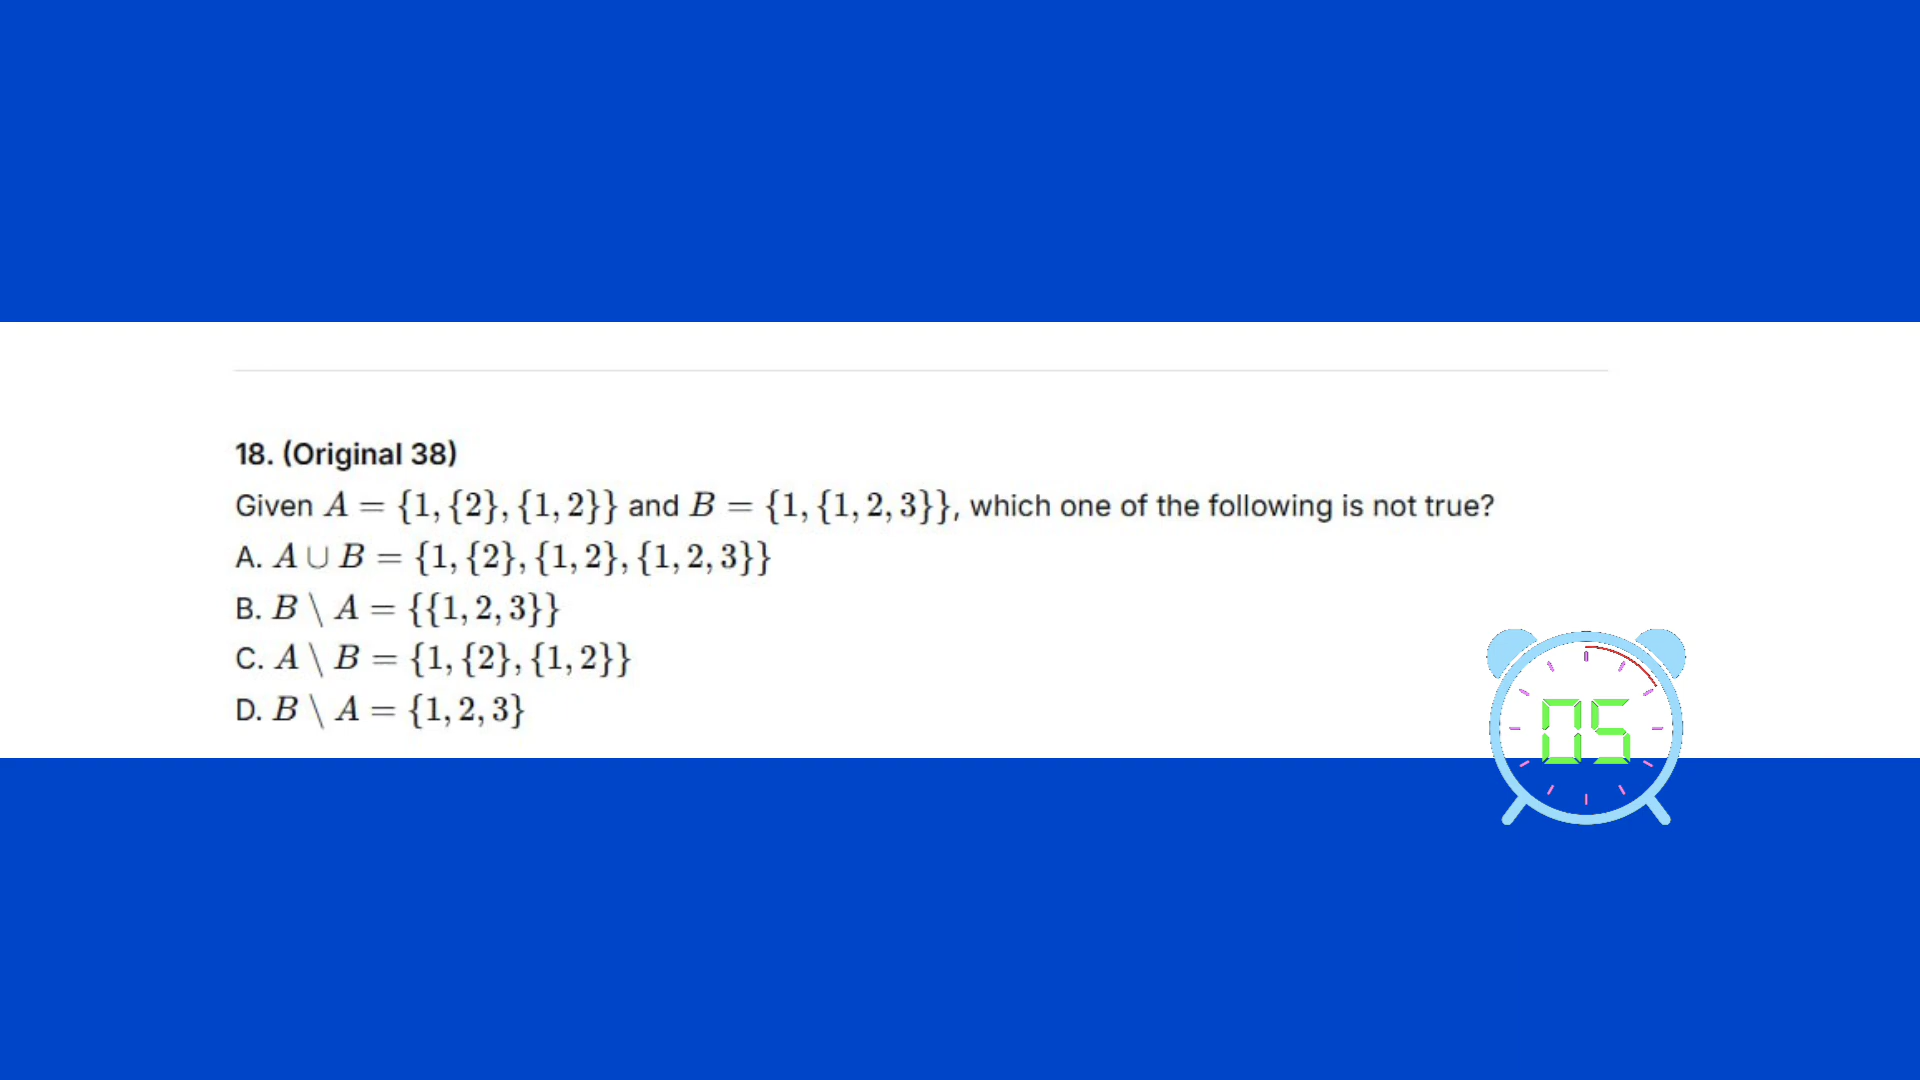 18. (Original 38)
Given A = {1, {2}, {1, 2}} and B = {1, {1, 2, 3}}, which one of the following is not true?
A. A ∪ B = {1, {2}, {1, 2}, {1, 2, 3}}
B. B \ A = {{1, 2, 3}}
C. A \ B = {1, {2}, {1, 2}}
D. B \ A = {1, 2, 3}
05